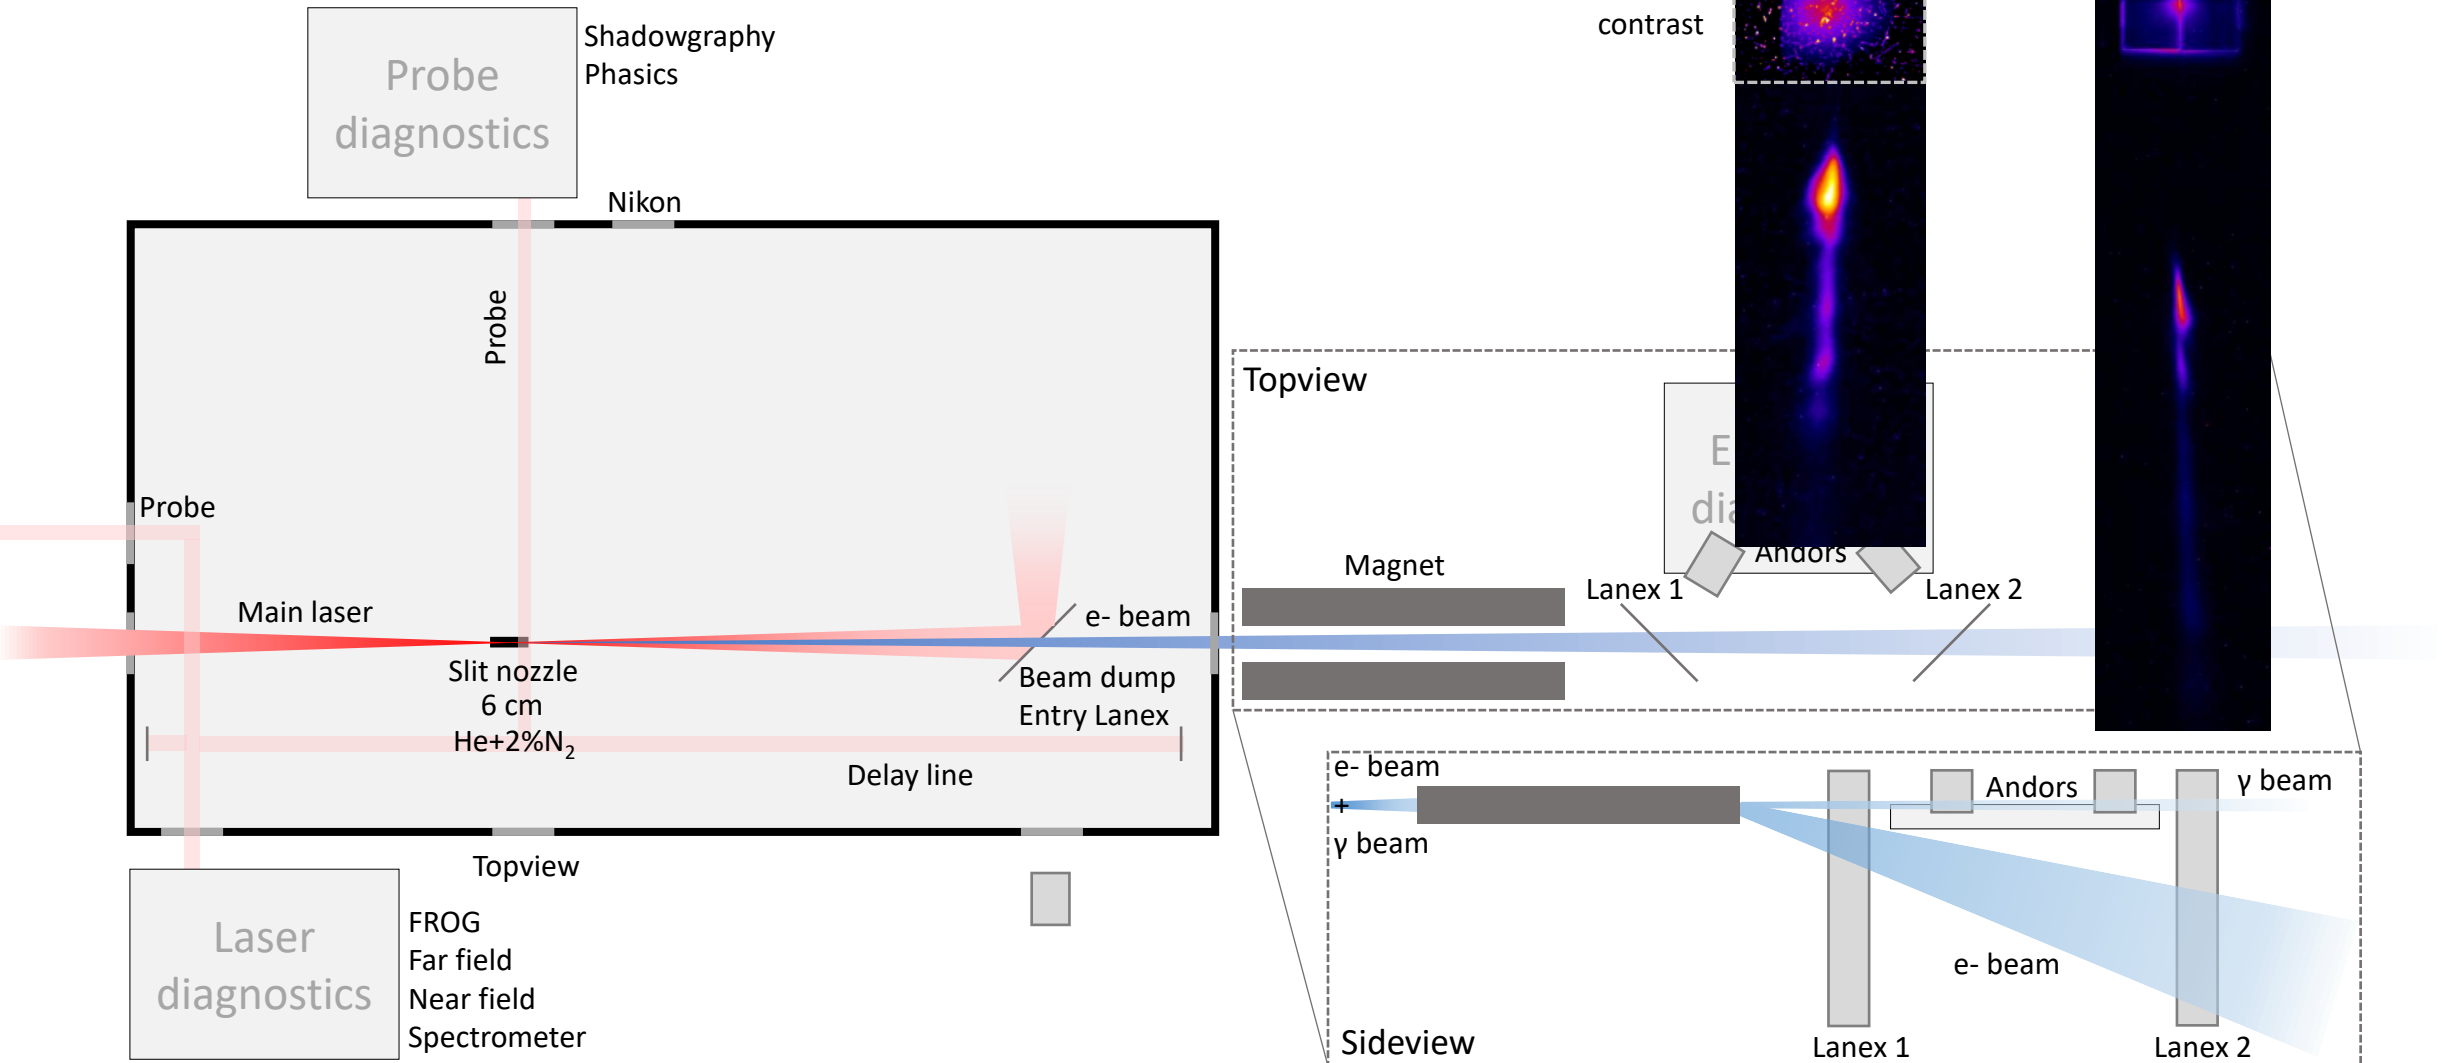 contrast
Shadowgraphy
Phasics
Probe
diagnostics
Nikon
Probe
Topview
Probe
Magnet
Andors
Lanex 1
Lanex 2
Main laser
e- beam
Slit nozzle
6 cm
He+2%N₂
Beam dump
Entry Lanex
Delay line
Topview
Laser
diagnostics
FROG
Far field
Near field
Spectrometer
e- beam
+
γ beam
Andors
γ beam
e- beam
Sideview
Lanex 1
Lanex 2